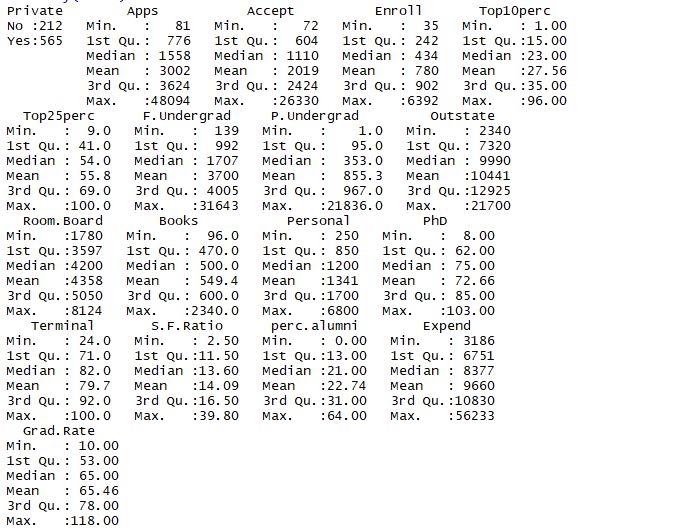 Private Apps Accept Enroll Top10perc
No :212 Min. : 81 Min. : 72 Min. : 35 Min. : 1.00
Yes:565 1st Qu.: 776 1st Qu.: 604 1st Qu.: 242 1st Qu.:15.00
Median : 1558 Median : 1110 Median : 434 Median :23.00
Mean : 3002 Mean : 2019 Mean : 780 Mean :27.56
3rd Qu.: 3624 3rd Qu.: 2424 3rd Qu.: 902 3rd Qu.:35.00
Max. :48094 Max. :26330 Max. :6392 Max. :96.00
Top25perc F.Undergrad P.Undergrad Outstate
Min. : 9.0 Min. : 139 Min. : 1.0 Min. : 2340
1st Qu.: 41.0 1st Qu.: 992 1st Qu.: 95.0 1st Qu.: 7320
Median : 54.0 Median : 1707 Median : 353.0 Median : 9990
Mean : 55.8 Mean : 3700 Mean : 855.3 Mean :10441
3rd Qu.: 69.0 3rd Qu.: 4005 3rd Qu.: 967.0 3rd Qu.:12925
Max. :100.0 Max. :31643 Max. :21836.0 Max. :21700
Room.Board Books Personal PhD
Min. :1780 Min. : 96.0 Min. : 250 Min. : 8.00
1st Qu.:3597 1st Qu.: 470.0 1st Qu.: 850 1st Qu.: 62.00
Median :4200 Median : 500.0 Median :1200 Median : 75.00
Mean :4358 Mean : 549.4 Mean :1341 Mean : 72.66
3rd Qu.:5050 3rd Qu.: 600.0 3rd Qu.:1700 3rd Qu.: 85.00
Max. :8124 Max. :2340.0 Max. :6800 Max. :103.00
Terminal S.F.Ratio perc.alumni Expend
Min. : 24.0 Min. : 2.50 Min. : 0.00 Min. : 3186
1st Qu.: 71.0 1st Qu.:11.50 1st Qu.:13.00 1st Qu.: 6751
Median : 82.0 Median :13.60 Median :21.00 Median : 8377
Mean : 79.7 Mean :14.09 Mean :22.74 Mean : 9660
3rd Qu.: 92.0 3rd Qu.:16.50 3rd Qu.:31.00 3rd Qu.:10830
Max. :100.0 Max. :39.80 Max. :64.00 Max. :56233
Grad.Rate
Min. : 10.00
1st Qu.: 53.00
Median : 65.00
Mean : 65.46
3rd Qu.: 78.00
Max. :118.00